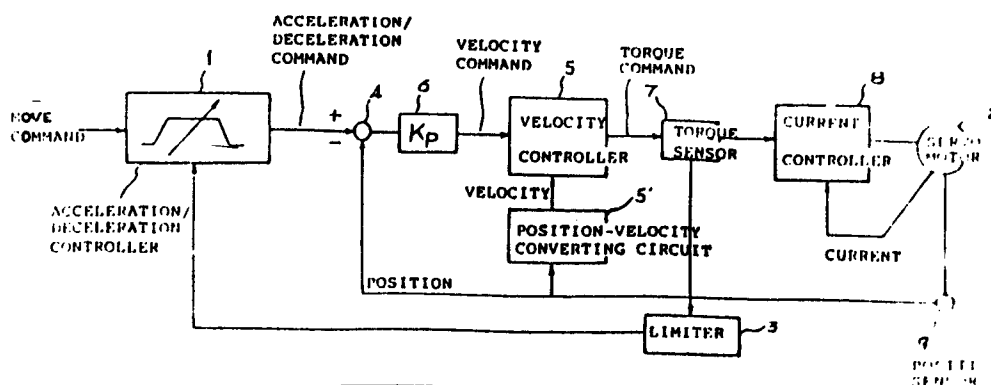 ACCELERATION/
DECELERATION
COMMAND
VELOCITY
COMMAND
TORQUE
COMMAND
1
4
6
5
7
8
2
MOVE
COMMAND
+
-
Kp
VELOCITY
CONTROLLER
TORQUE
SENSOR
CURRENT
CONTROLLER
SERVO
MOTOR
ACCELERATION/
DECELERATION
CONTROLLER
VELOCITY
5'
POSITION-VELOCITY
CONVERTING CIRCUIT
CURRENT
POSITION
LIMITER
3
9
SENSOR